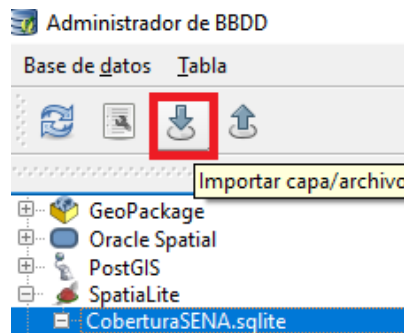 Administrador de BBDD
Base de datos Tabla
Importar capa/archivo
GeoPackage
Oracle Spatial
PostGIS
SpatiaLite
CoberturaSENA.sqlite